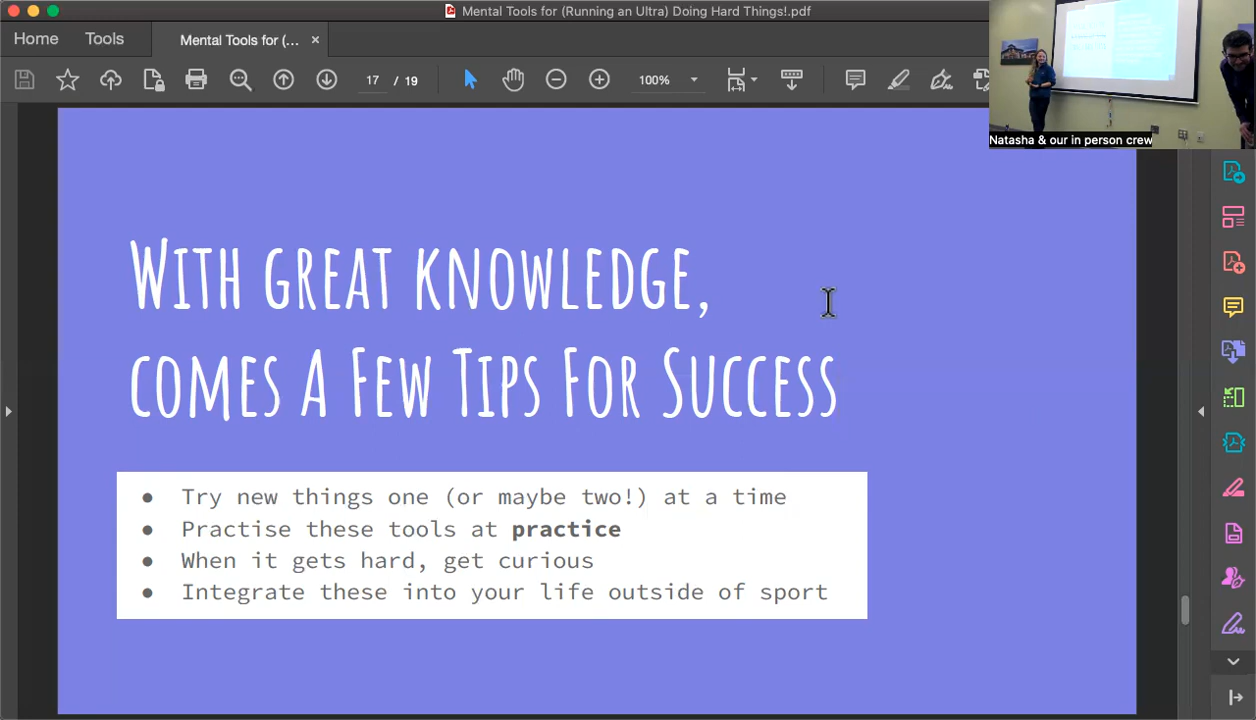 Mental Tools for (Running an Ultra) Doing Hard Things!.pdf
Home
Tools
Mental Tools for (... ×
17 / 19
100%
Natasha & our in person crew
With great knowledge,
comes A Few Tips For Success
● Try new things one (or maybe two!) at a time
● Practise these tools at practice
● When it gets hard, get curious
● Integrate these into your life outside of sport